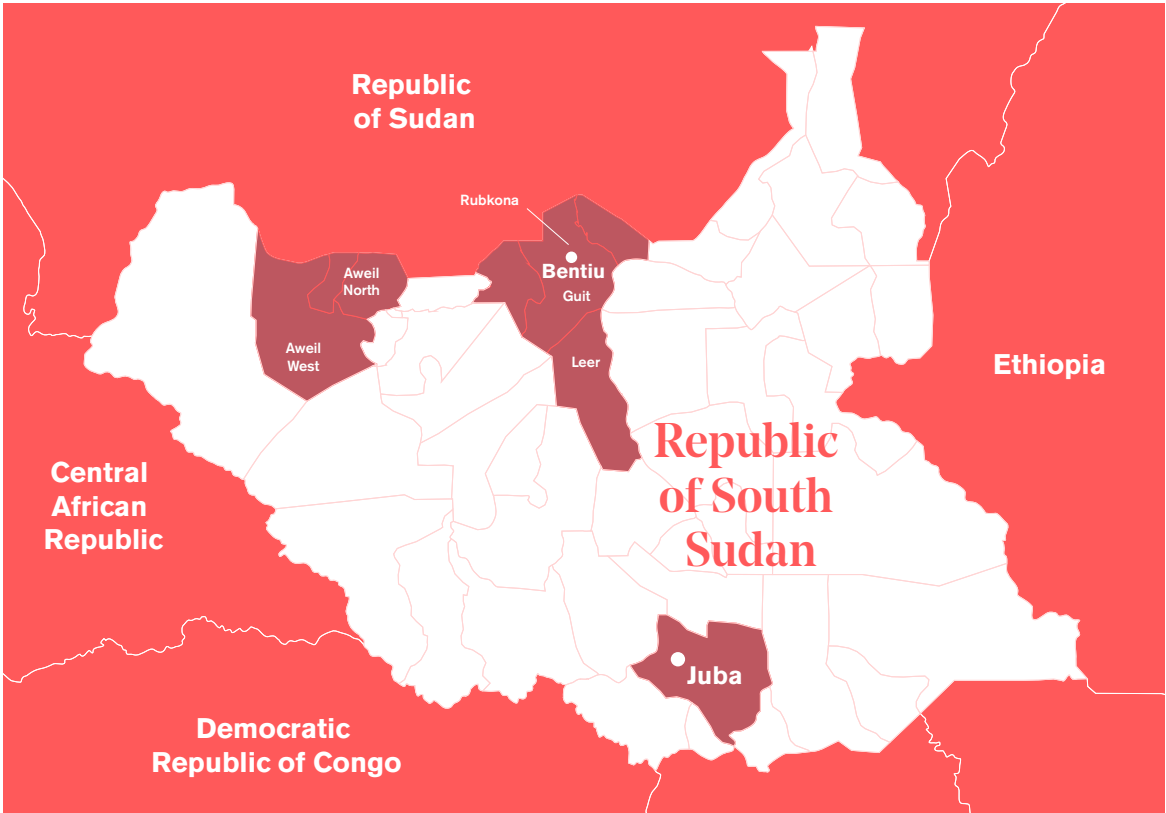 Republic
of Sudan
Rubkona
Aweil
North
Bentiu
Guit
Aweil
West
Leer
Ethiopia
Republic
of South
Sudan
Central
African
Republic
Juba
Democratic
Republic of Congo